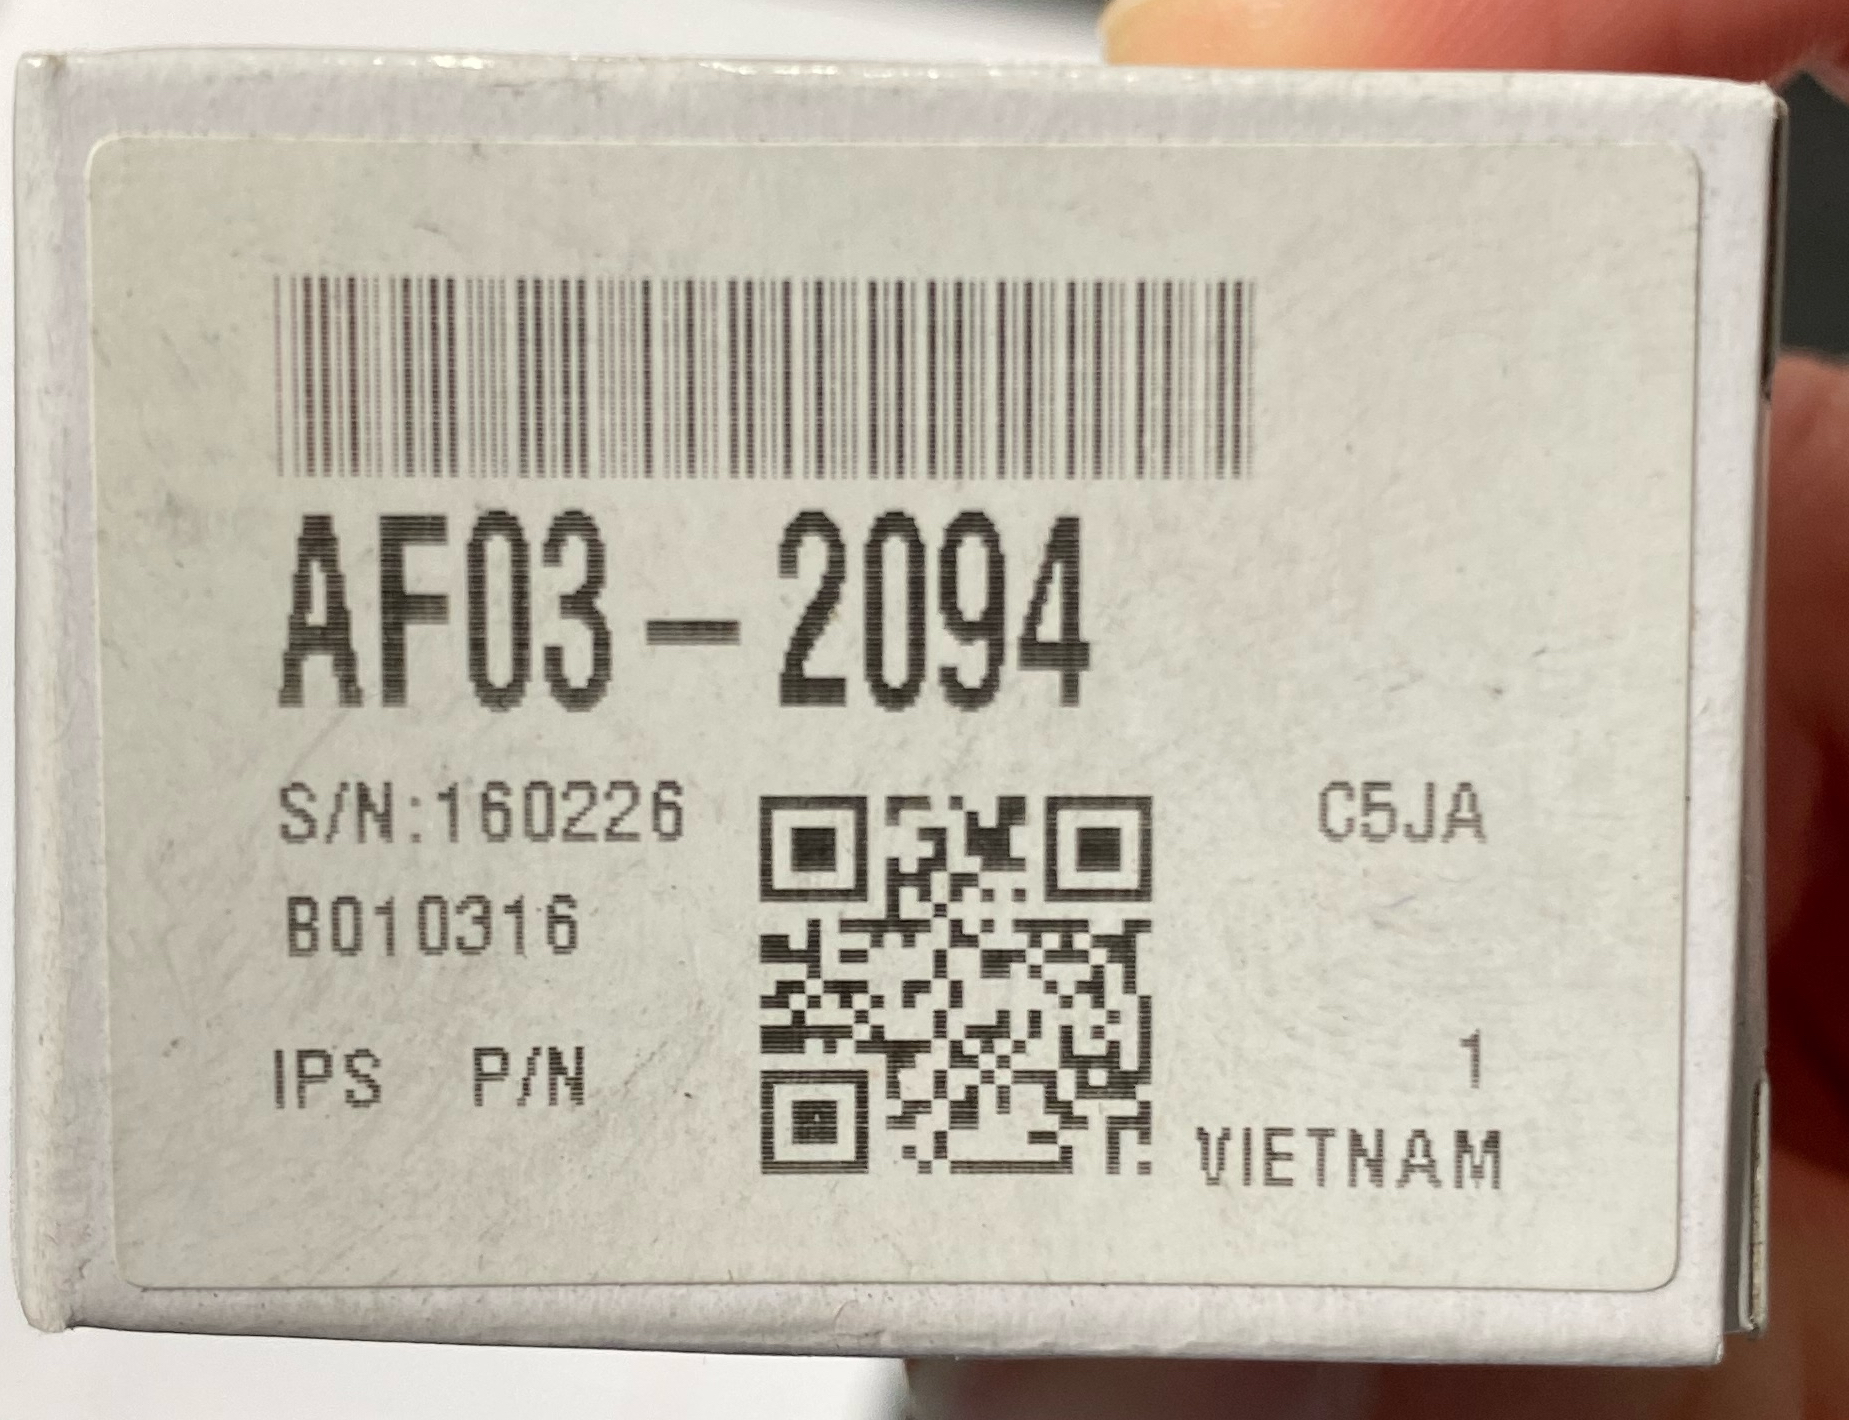 AF03-2094
S/N:160226
C5JA
B010316
IPS P/N
1
VIETNAM